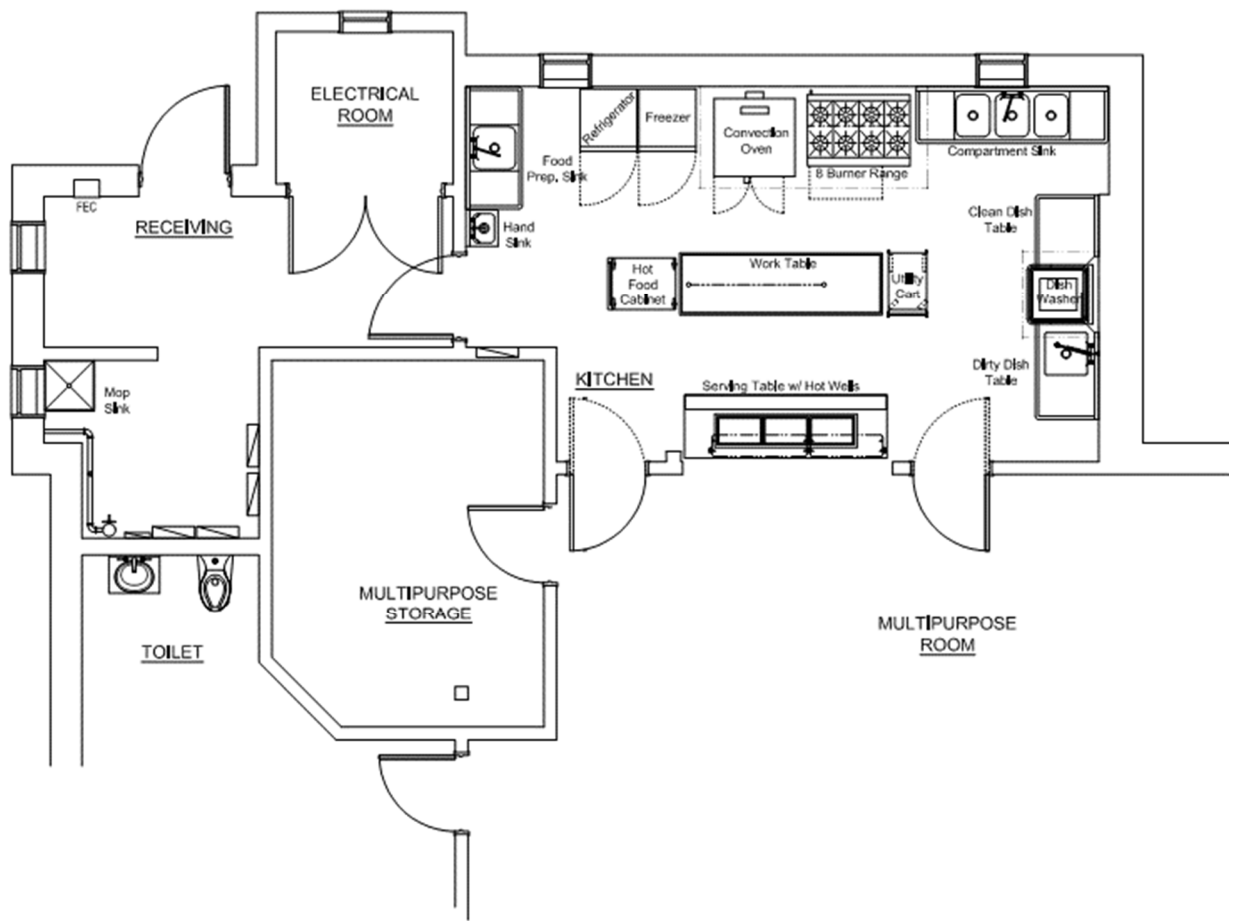 ELECTRICAL
ROOM
FEC
RECEIVING
Food
Prep. Sink
Hand
Sink
Refrigerator
Freezer
Convection
Oven
8 Burner Range
Compartment Sink
Clean Dish
Table
Hot
Food
Cabinet
Work Table
Utility
Cart
Dish
Washer
Mop
Sink
KITCHEN
Serving Table w/ Hot Wells
Dirty Dish
Table
MULTIPURPOSE
STORAGE
TOILET
MULTIPURPOSE
ROOM